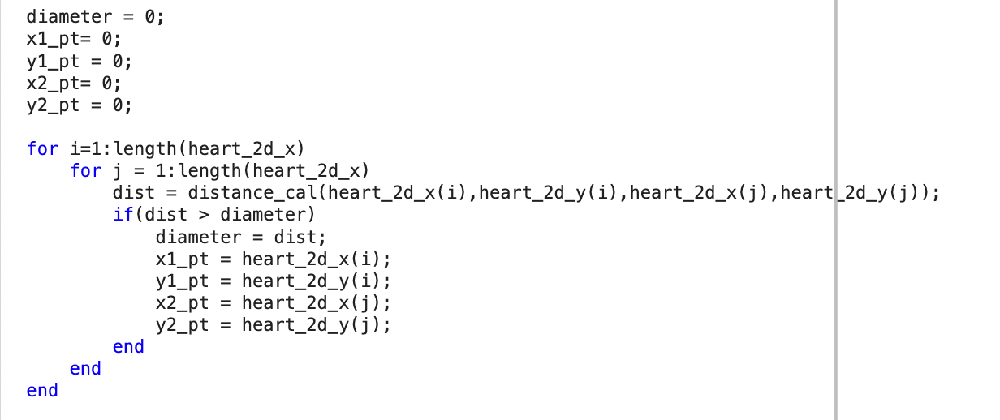 diameter = 0;
x1_pt= 0;
y1_pt = 0;
x2_pt= 0;
y2_pt = 0;
for i=1:length(heart_2d_x)
    for j = 1:length(heart_2d_x)
        dist = distance_cal(heart_2d_x(i),heart_2d_y(i),heart_2d_x(j),heart_2d_y(j));
        if(dist > diameter)
            diameter = dist;
            x1_pt = heart_2d_x(i);
            y1_pt = heart_2d_y(i);
            x2_pt = heart_2d_x(j);
            y2_pt = heart_2d_y(j);
        end
    end
end